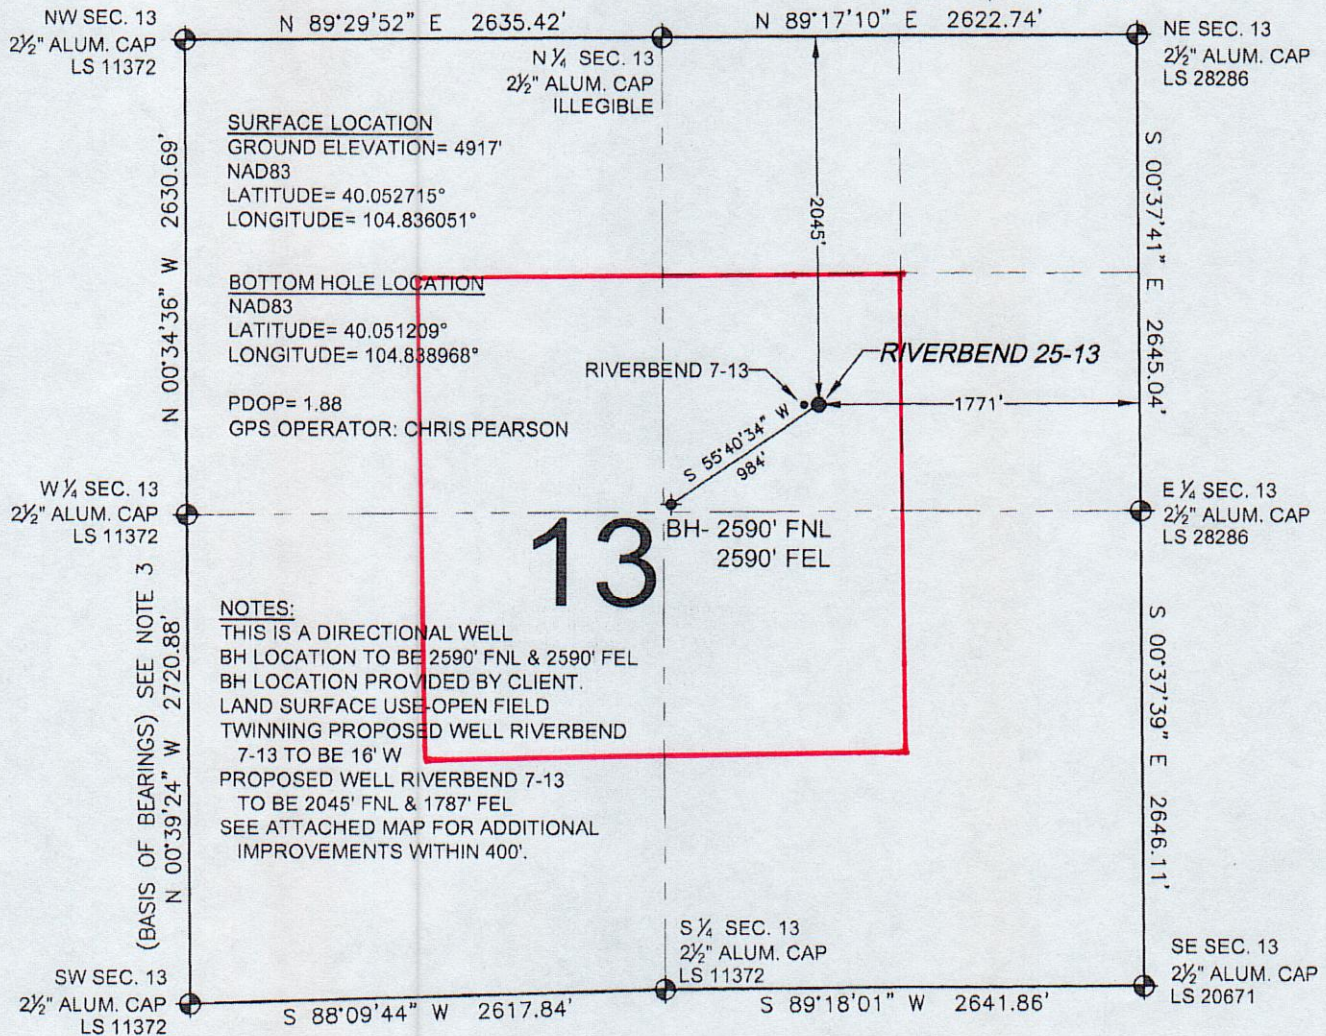 NW SEC. 13
2½" ALUM. CAP
LS 11372
N 89°29'52" E 2635.42'
N ¼ SEC. 13
2½" ALUM. CAP
ILLEGIBLE
N 89°17'10" E 2622.74'
NE SEC. 13
2½" ALUM. CAP
LS 28286
SURFACE LOCATION
GROUND ELEVATION= 4917'
NAD83
LATITUDE= 40.052715°
LONGITUDE= 104.836051°
BOTTOM HOLE LOCATION
NAD83
LATITUDE= 40.051209°
LONGITUDE= 104.838968°
PDOP= 1.88
GPS OPERATOR: CHRIS PEARSON
N 00°34'36" W 2630.69'
2045'
S 00°37'41" E 2645.04'
RIVERBEND 7-13
RIVERBEND 25-13
1771'
S 55°40'34" W
984'
W ¼ SEC. 13
2½" ALUM. CAP
LS 11372
E ¼ SEC. 13
2½" ALUM. CAP
LS 28286
13
BH- 2590' FNL
2590' FEL
NOTES:
THIS IS A DIRECTIONAL WELL
BH LOCATION TO BE 2590' FNL & 2590' FEL
BH LOCATION PROVIDED BY CLIENT.
LAND SURFACE USE-OPEN FIELD
TWINNING PROPOSED WELL RIVERBEND
7-13 TO BE 16' W
PROPOSED WELL RIVERBEND 7-13
TO BE 2045' FNL & 1787' FEL
SEE ATTACHED MAP FOR ADDITIONAL
IMPROVEMENTS WITHIN 400'.
(BASIS OF BEARINGS) SEE NOTE 3
N 00°39'24" W 2720.88'
S 00°37'39" E 2646.11'
SW SEC. 13
2½" ALUM. CAP
LS 11372
S 88°09'44" W 2617.84'
S ¼ SEC. 13
2½" ALUM. CAP
LS 11372
S 89°18'01" W 2641.86'
SE SEC. 13
2½" ALUM. CAP
LS 20671